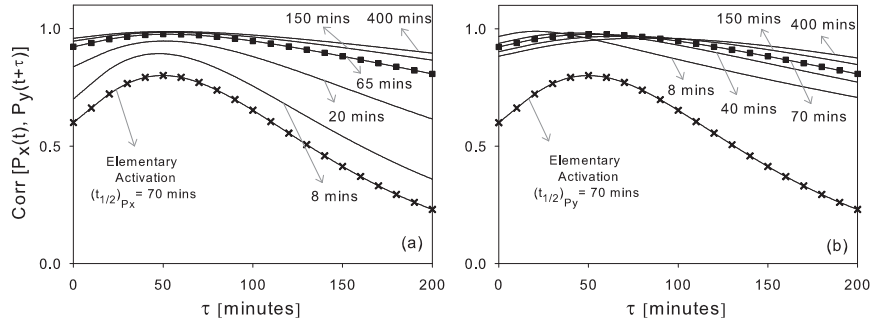 Corr [Px(t), Py(t+τ)]
1.0
0.5
0.0
150 mins
400 mins
65 mins
20 mins
8 mins
Elementary
Activation
(t1/2)Px = 70 mins
(a)
0 50 100 150 200
τ [minutes]
1.0
0.5
0.0
150 mins
400 mins
8 mins
40 mins
70 mins
Elementary
Activation
(t1/2)Py = 70 mins
(b)
0 50 100 150 200
τ [minutes]